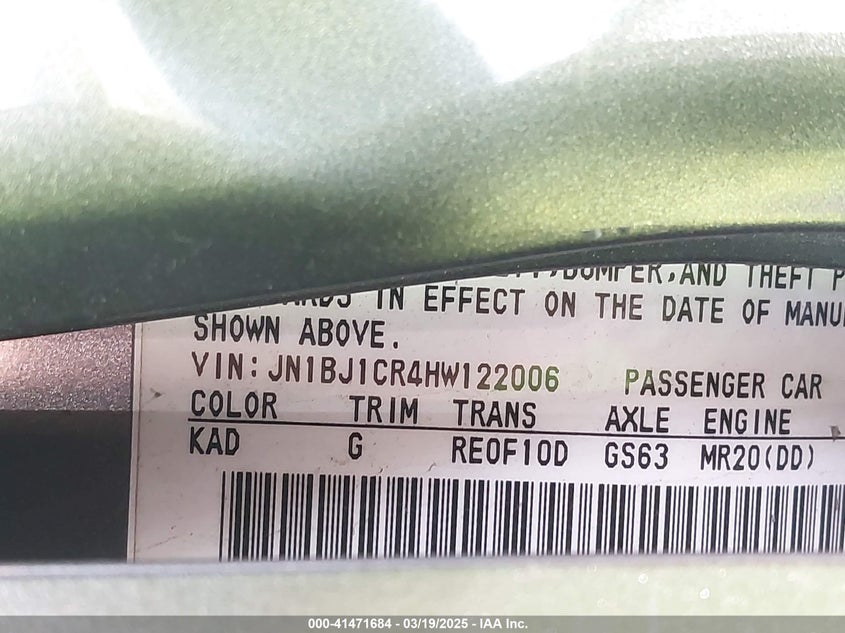 BUMPER,AND THEFT P
IN EFFECT ON THE DATE OF MANU
SHOWN ABOVE.
VIN: JN1BJ1CR4HW122006 PASSENGER CAR
COLOR TRIM TRANS AXLE ENGINE
KAD G RE0F10D GS63 MR20(DD)
000-41471684 - 03/19/2025 - IAA Inc.